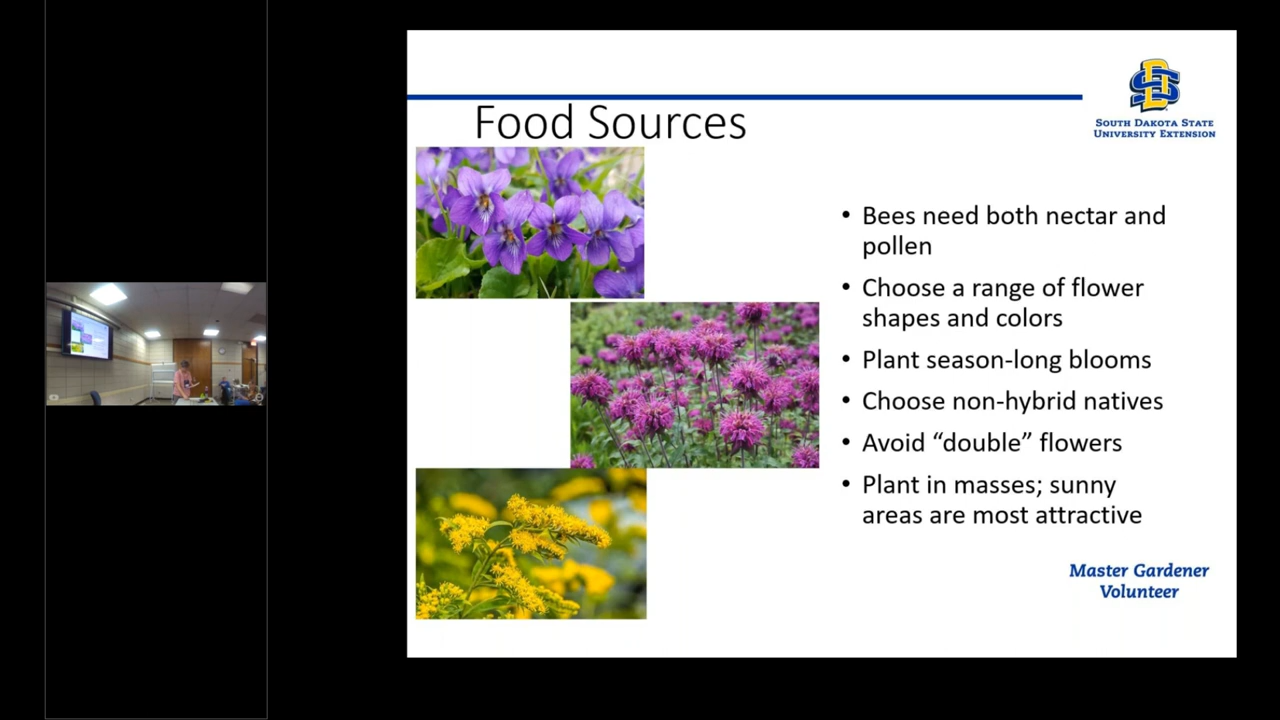 Food Sources
SOUTH DAKOTA STATE
UNIVERSITY EXTENSION
• Bees need both nectar and
pollen
• Choose a range of flower
shapes and colors
• Plant season-long blooms
• Choose non-hybrid natives
• Avoid “double” flowers
• Plant in masses; sunny
areas are most attractive
Master Gardener
Volunteer